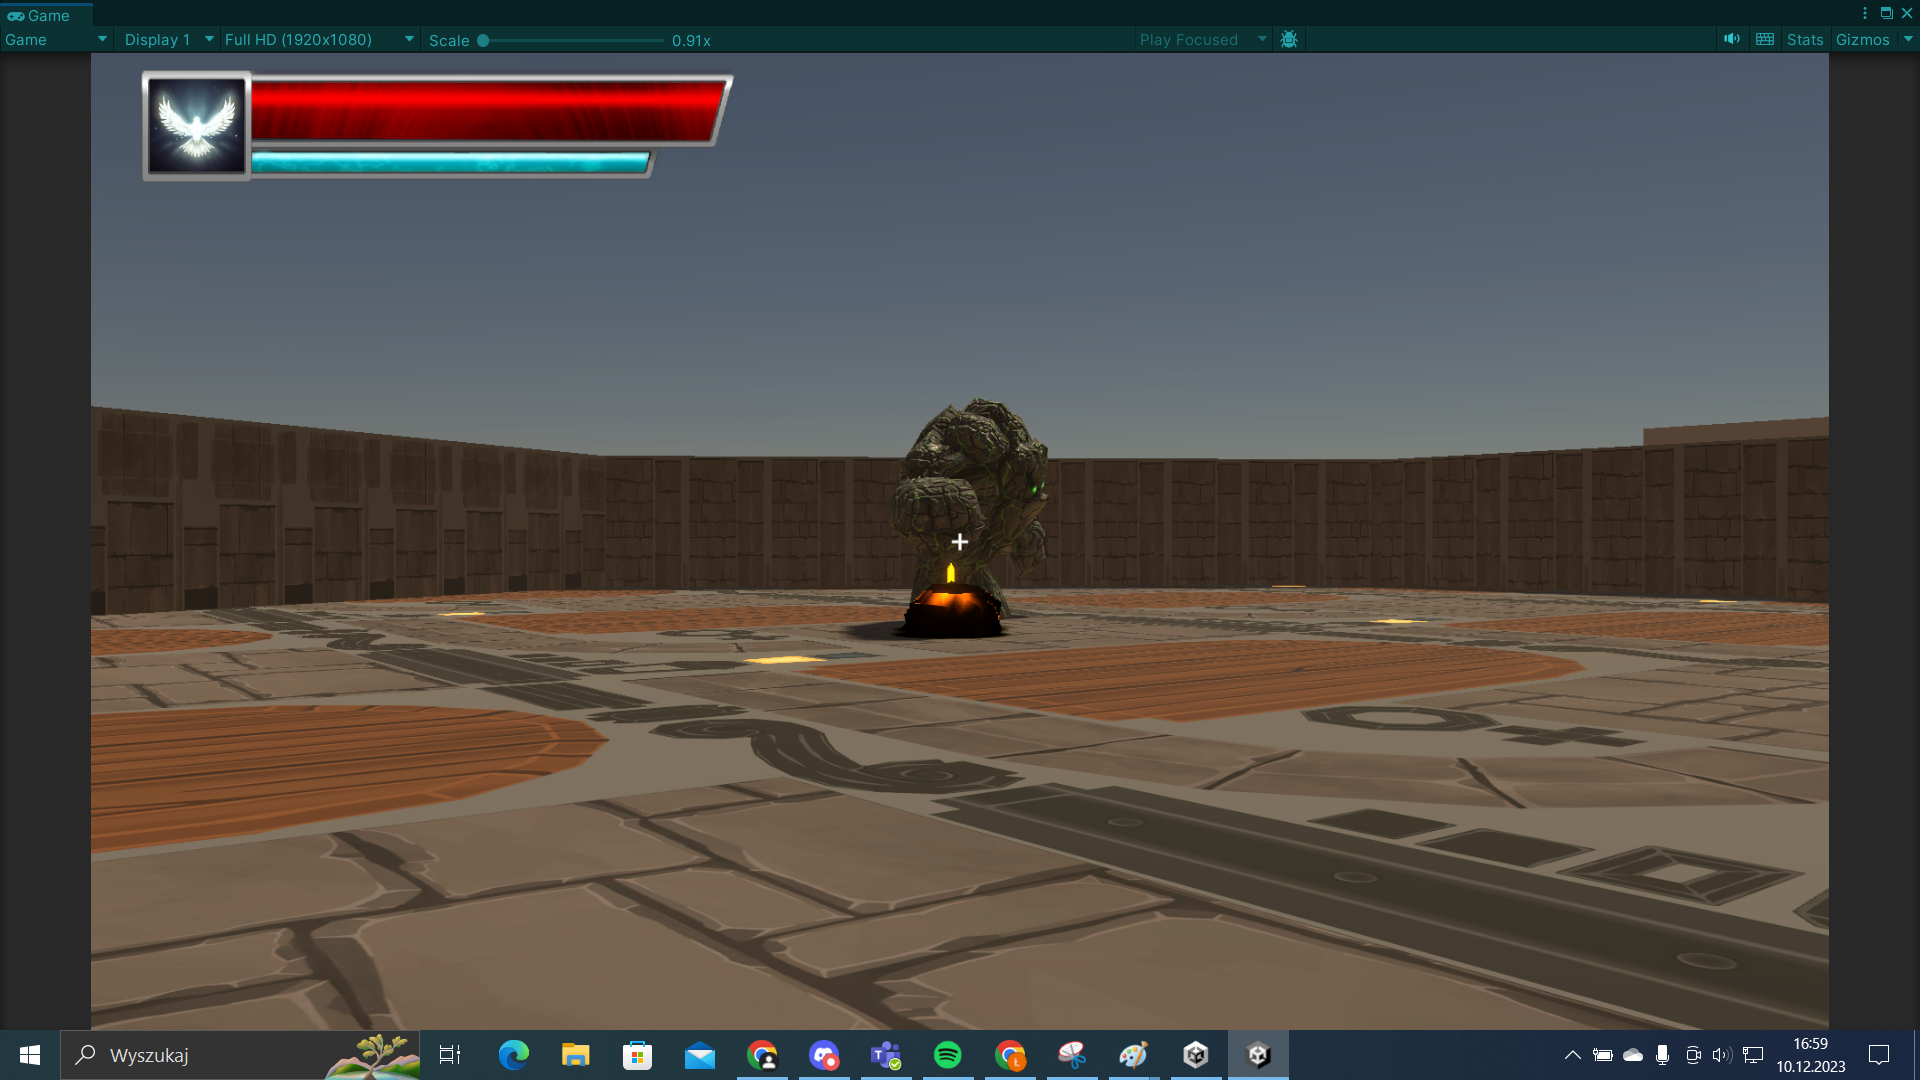 Game
Game Display 1 Full HD (1920x1080) Scale 0.91x Play Focused Stats Gizmos
Wyszukaj
16:59
10.12.2023